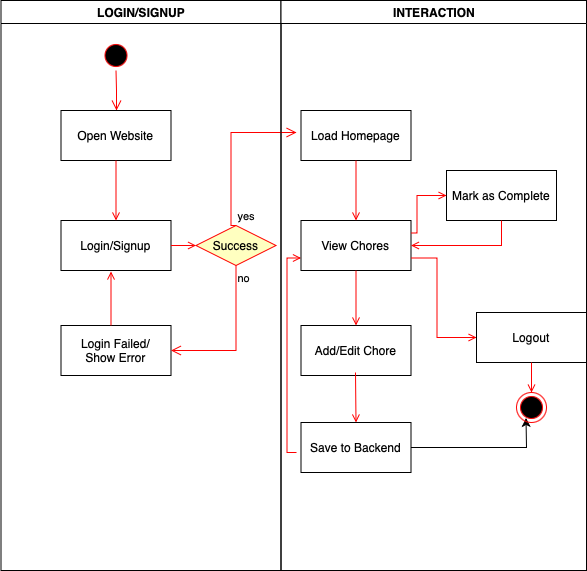 LOGIN/SIGNUP
INTERACTION
Open Website
Load Homepage
Mark as Complete
yes
Login/Signup
Success
View Chores
no
Logout
Login Failed/
Show Error
Add/Edit Chore
Save to Backend